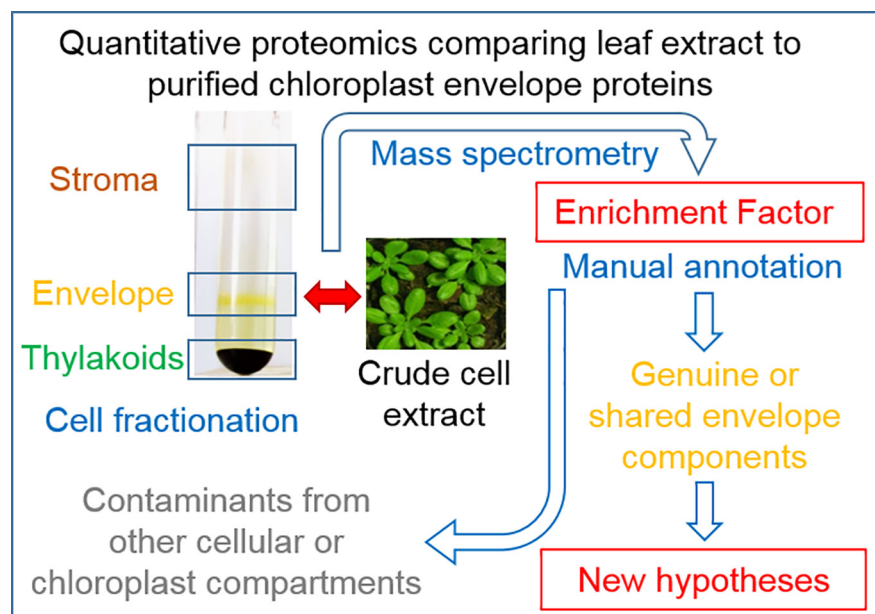 Quantitative proteomics comparing leaf extract to
purified chloroplast envelope proteins
Stroma
Envelope
Thylakoids
Cell fractionation
Mass spectrometry
Crude cell
extract
Enrichment Factor
Manual annotation
Genuine or
shared envelope
components
New hypotheses
Contaminants from
other cellular or
chloroplast compartments